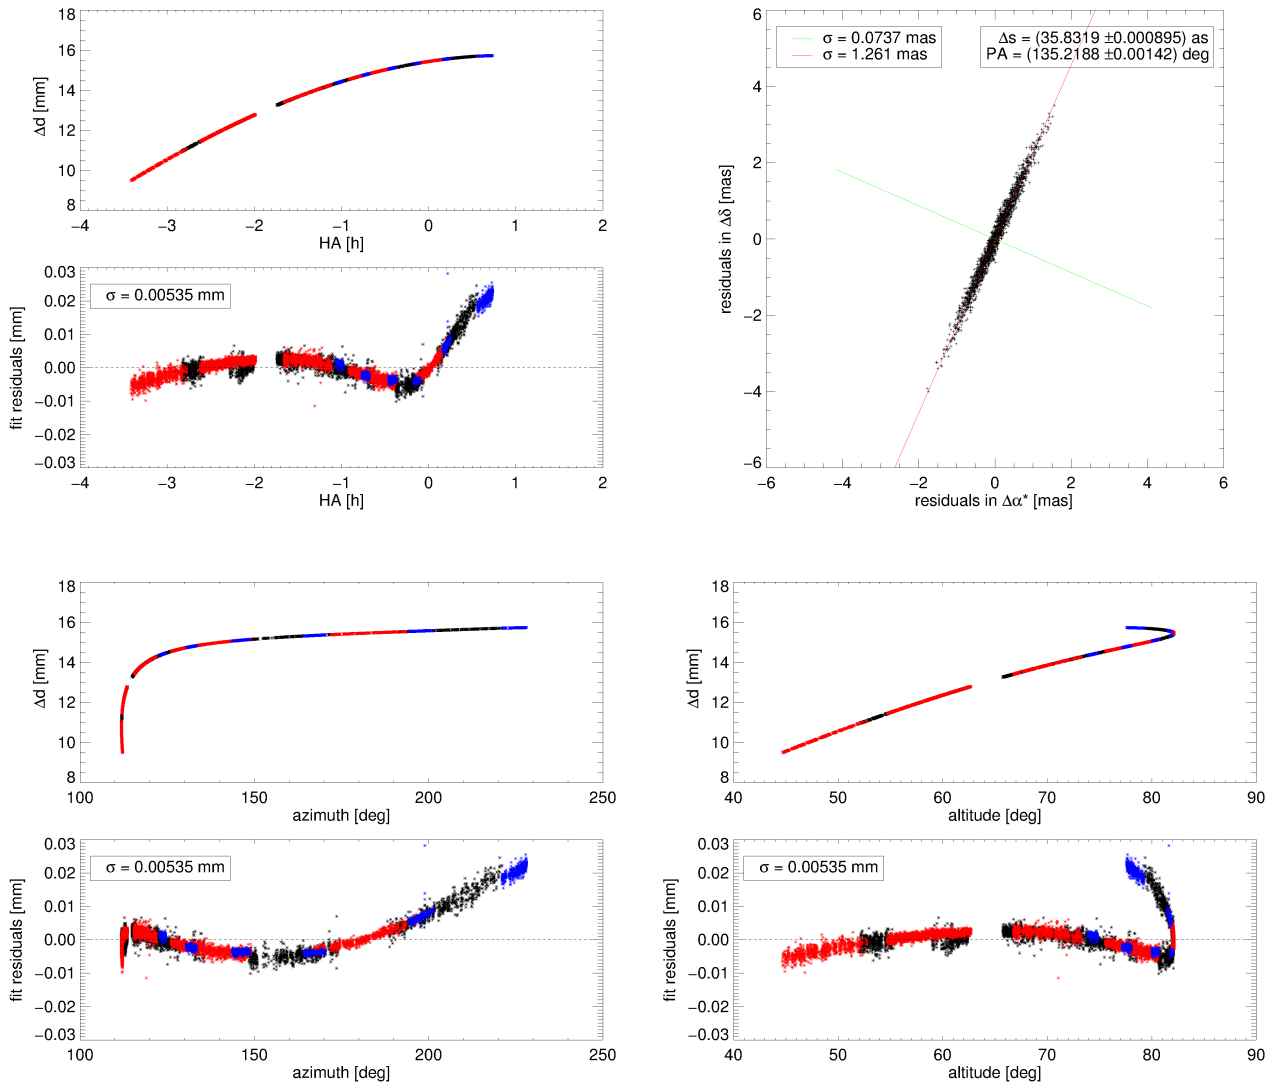 18
16
14
12
10
8
Δd [mm]
−4 −3 −2 −1 0 1 2
HA [h]
0.03
0.02
0.01
0.00
−0.01
−0.02
−0.03
fit residuals [mm]
σ = 0.00535 mm
−4 −3 −2 −1 0 1 2
HA [h]
6
4
2
0
−2
−4
−6
residuals in Δδ [mas]
σ = 0.0737 mas
σ = 1.261 mas
Δs = (35.8319 ±0.000895) as
PA = (135.2188 ±0.00142) deg
−6 −4 −2 0 2 4 6
residuals in Δα* [mas]
18
16
14
12
10
8
Δd [mm]
100 150 200 250
azimuth [deg]
18
16
14
12
10
8
Δd [mm]
40 50 60 70 80 90
altitude [deg]
0.03
0.02
0.01
0.00
−0.01
−0.02
−0.03
fit residuals [mm]
σ = 0.00535 mm
100 150 200 250
azimuth [deg]
0.03
0.02
0.01
0.00
−0.01
−0.02
−0.03
fit residuals [mm]
σ = 0.00535 mm
40 50 60 70 80 90
altitude [deg]